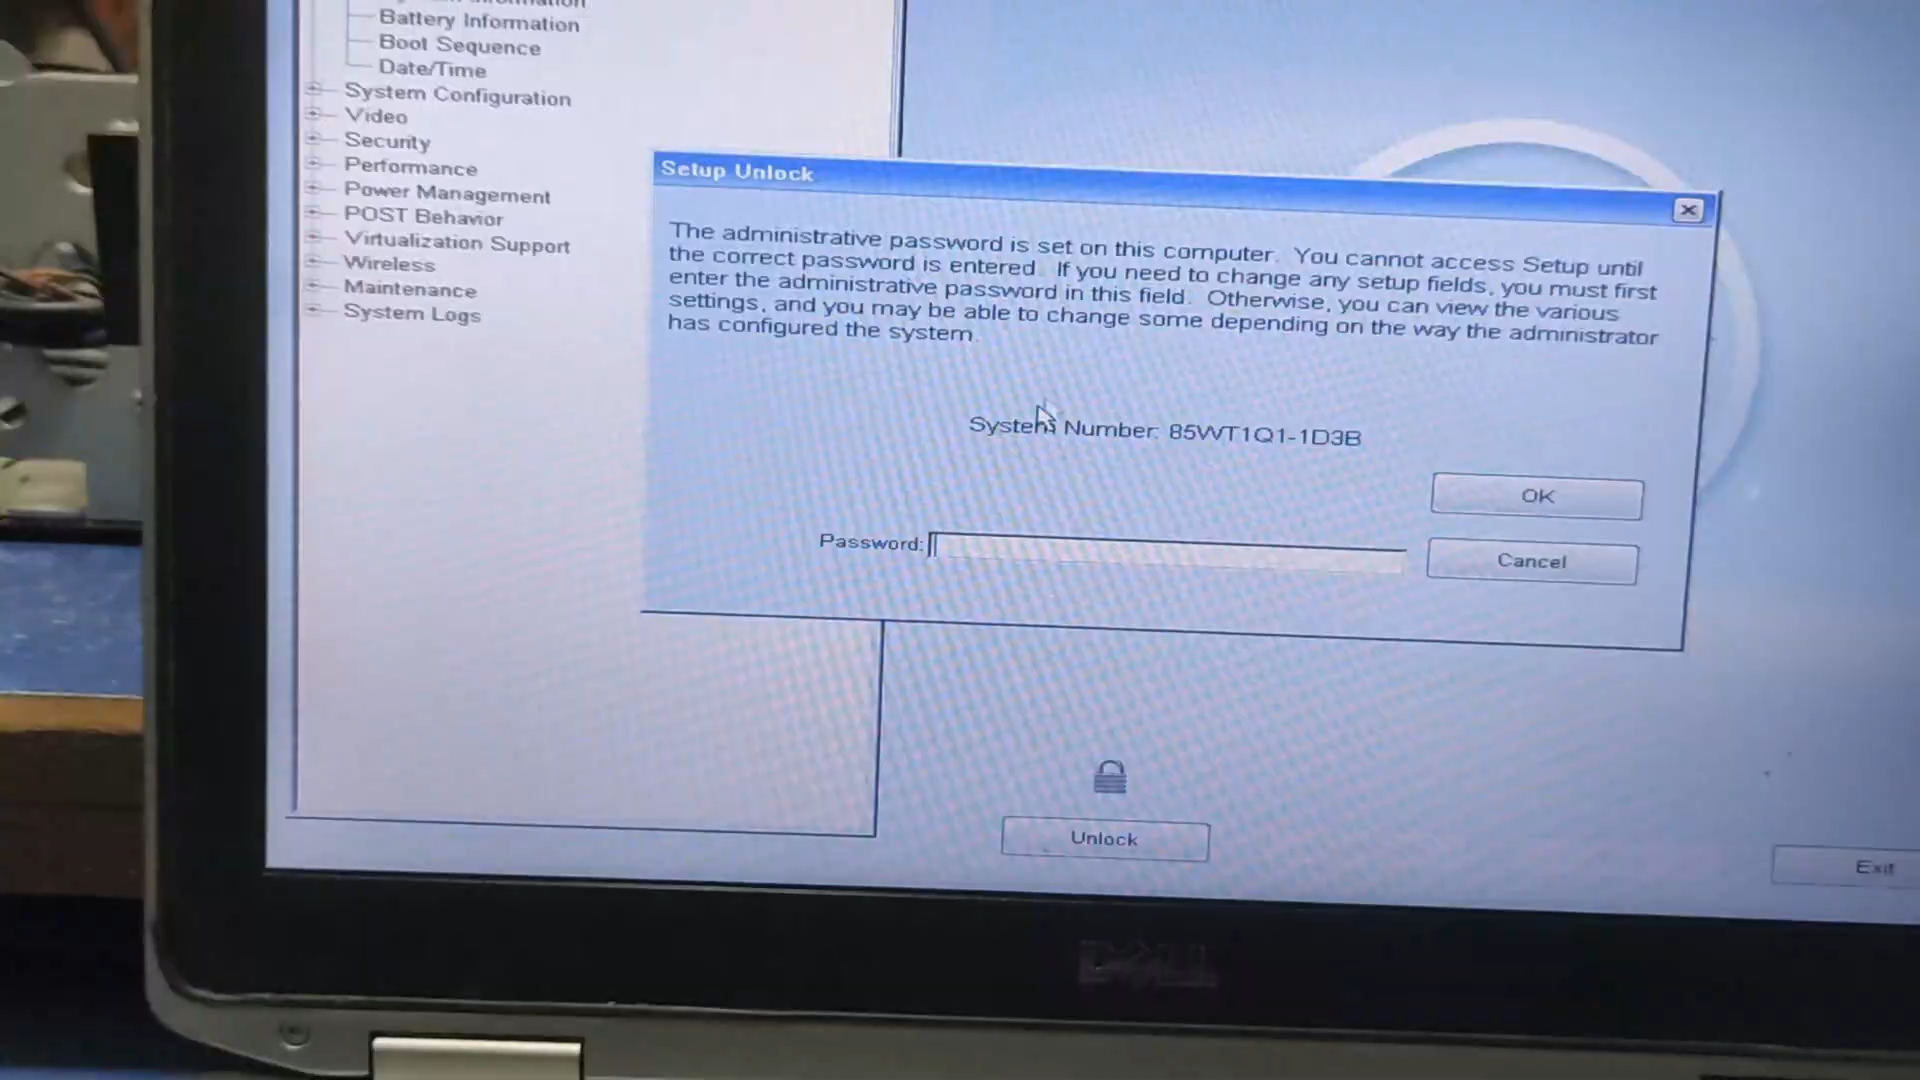 Battery Information
Boot Sequence
Date/Time
System Configuration
Video
Security
Performance
Power Management
POST Behavior
Virtualization Support
Wireless
Maintenance
System Logs
Setup Unlock
The administrative password is set on this computer. You cannot access Setup until
the correct password is entered. If you need to change any setup fields, you must first
enter the administrative password in this field. Otherwise, you can view the various
settings, and you may be able to change some depending on the way the administrator
has configured the system.
System Number: 85WT1Q1-1D3B
OK
Password:
Cancel
Unlock
Exit
DELL